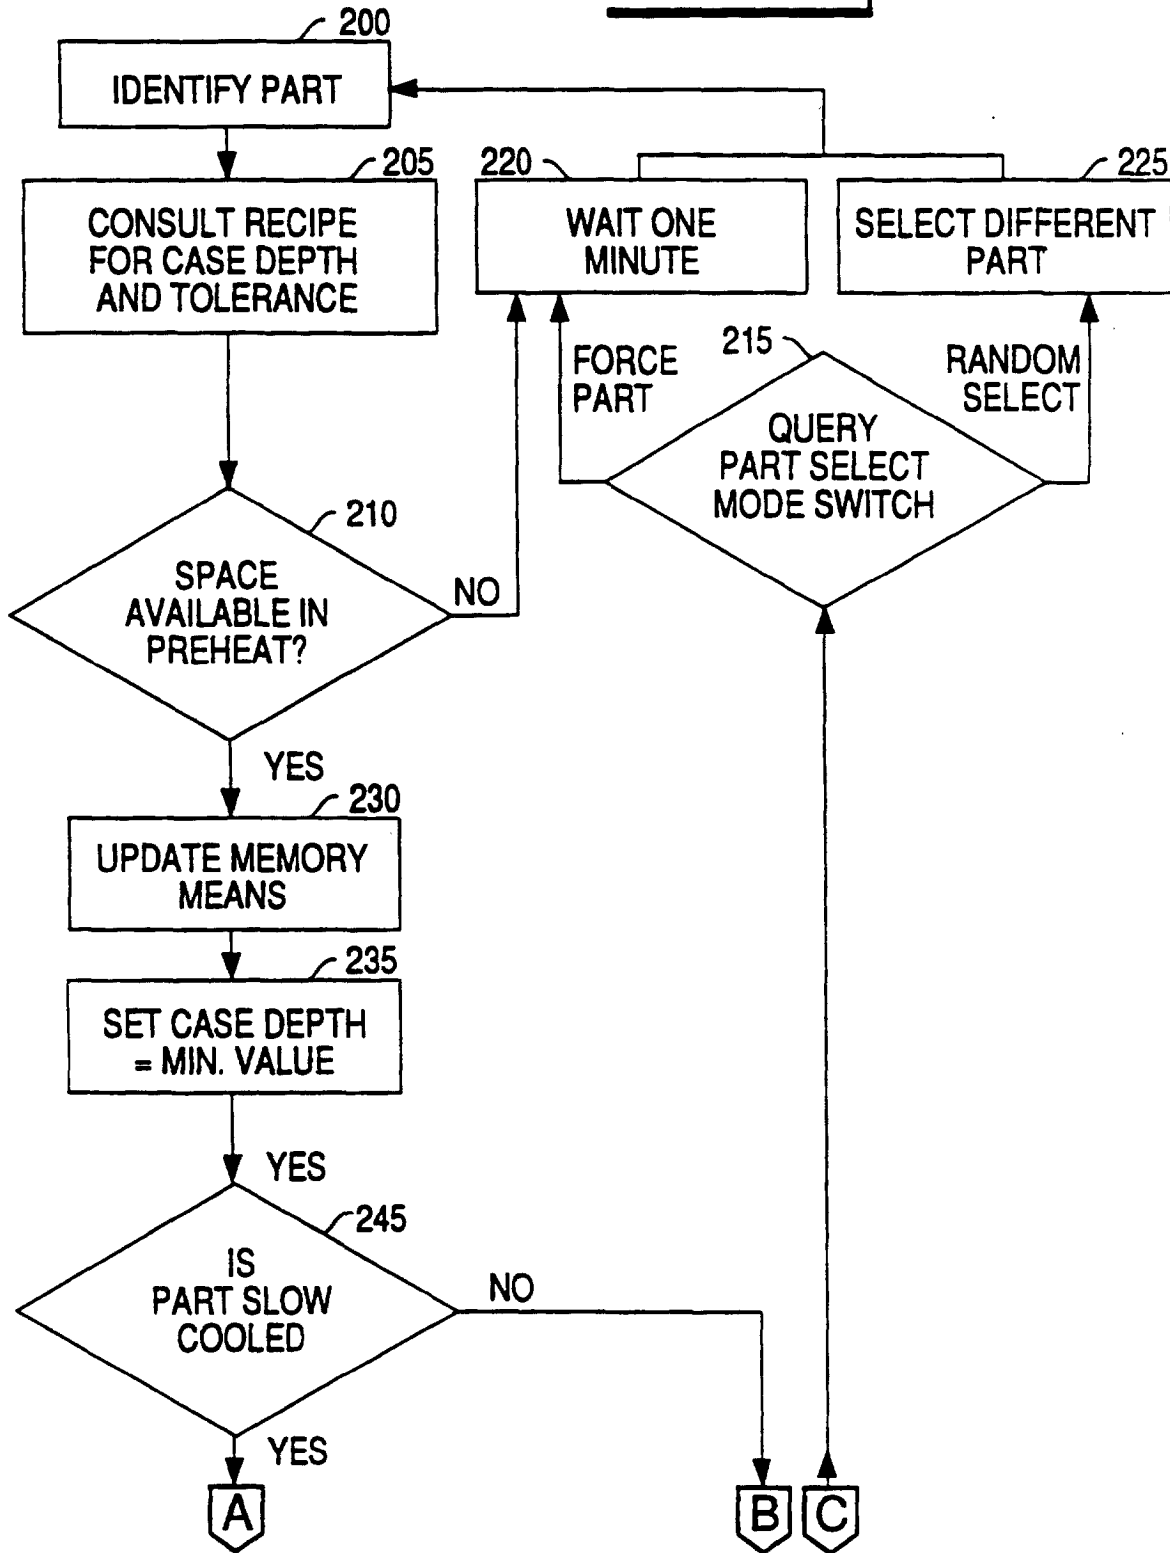 200
IDENTIFY PART
205
CONSULT RECIPE
FOR CASE DEPTH
AND TOLERANCE
220
WAIT ONE
MINUTE
225
SELECT DIFFERENT
PART
FORCE
PART
215
RANDOM
SELECT
QUERY
PART SELECT
MODE SWITCH
210
SPACE
AVAILABLE IN
PREHEAT?
NO
YES
230
UPDATE MEMORY
MEANS
235
SET CASE DEPTH
= MIN. VALUE
YES
245
IS
PART SLOW
COOLED
NO
YES
A
B
C